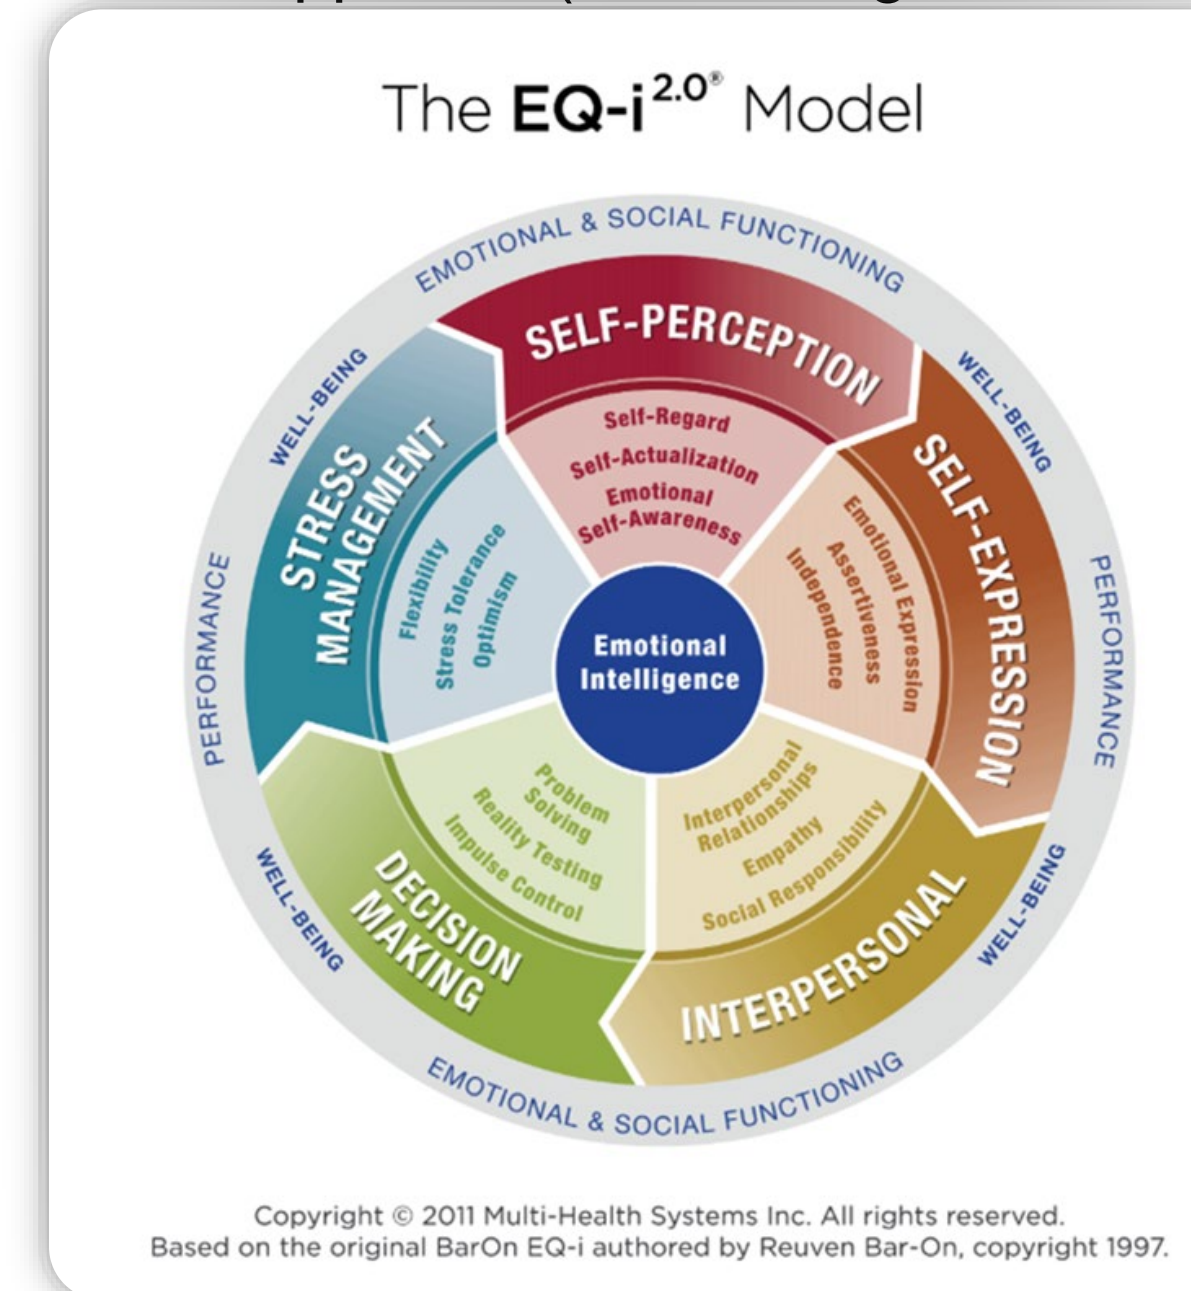 The EQ-i 2.0® Model
EMOTIONAL & SOCIAL FUNCTIONING
WELL-BEING
WELL-BEING
PERFORMANCE
PERFORMANCE
WELL-BEING
WELL-BEING
EMOTIONAL & SOCIAL FUNCTIONING
SELF-PERCEPTION
Self-Regard
Self-Actualization
Emotional
Self-Awareness
SELF-EXPRESSION
Emotional Expression
Assertiveness
Independence
INTERPERSONAL
Interpersonal
Relationships
Empathy
Social Responsibility
DECISION
MAKING
Problem
Solving
Reality Testing
Impulse Control
STRESS
MANAGEMENT
Flexibility
Stress Tolerance
Optimism
Emotional
Intelligence
Copyright © 2011 Multi-Health Systems Inc. All rights reserved.
Based on the original BarOn EQ-i authored by Reuven Bar-On, copyright 1997.